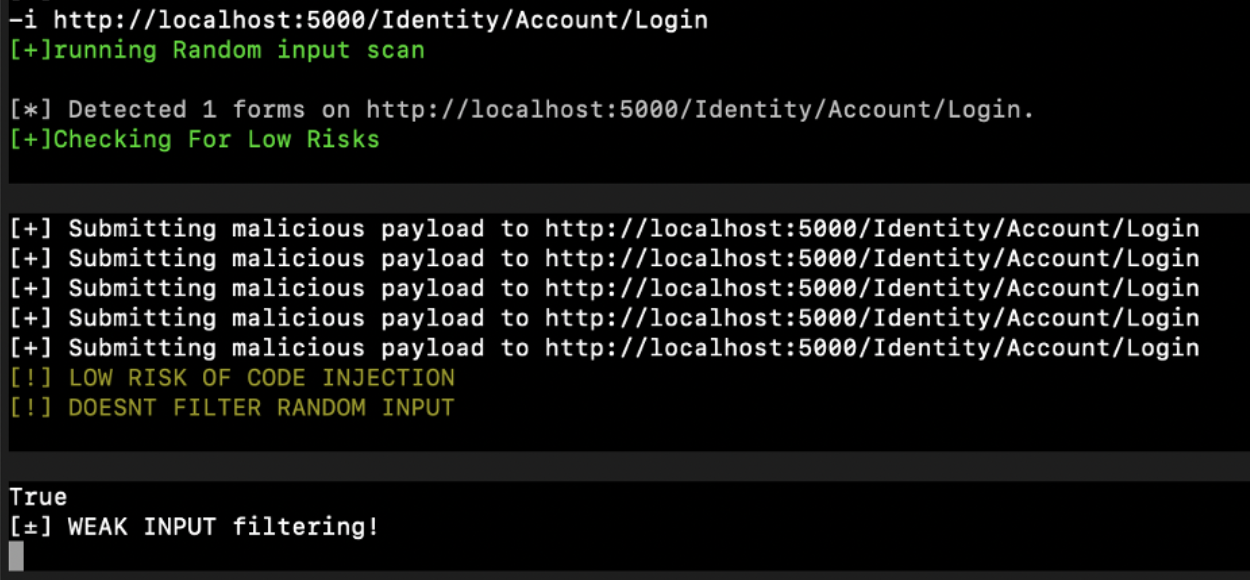 -i http://localhost:5000/Identity/Account/Login
[+]running Random input scan
[*] Detected 1 forms on http://localhost:5000/Identity/Account/Login.
[+]Checking For Low Risks
[+] Submitting malicious payload to http://localhost:5000/Identity/Account/Login
[+] Submitting malicious payload to http://localhost:5000/Identity/Account/Login
[+] Submitting malicious payload to http://localhost:5000/Identity/Account/Login
[+] Submitting malicious payload to http://localhost:5000/Identity/Account/Login
[+] Submitting malicious payload to http://localhost:5000/Identity/Account/Login
[!] LOW RISK OF CODE INJECTION
[!] DOESNT FILTER RANDOM INPUT
True
[±] WEAK INPUT filtering!